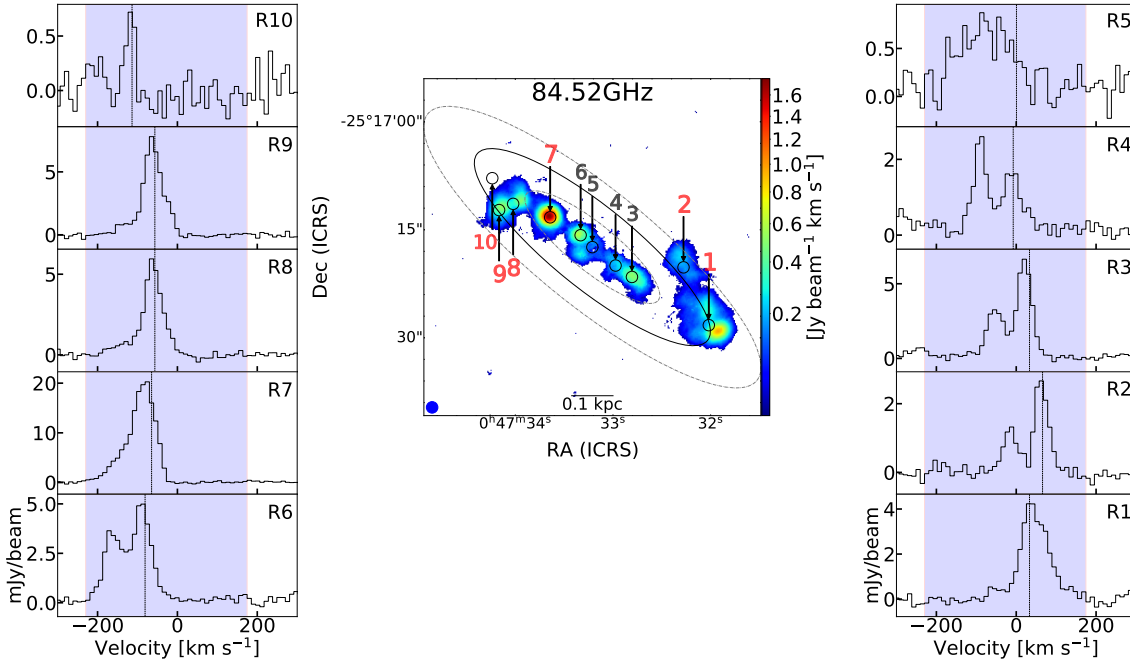 R10
0.5
0.0
R9
5
0
R8
5
0
R7
20
10
0
R6
5.0
2.5
0.0
mJy/beam
−200 0 200
Velocity [km s⁻¹]
84.52GHz
-25°17'00"
15"
30"
Dec (ICRS)
7
6
5
4
3
2
1
10
9
8
0.1 kpc
0ʰ47ᵐ34ˢ 33ˢ 32ˢ
RA (ICRS)
1.6
1.4
1.2
1.0
0.8
0.6
0.4
0.2
[Jy beam⁻¹ km s⁻¹]
R5
0.5
0.0
R4
2
0
R3
5
0
R2
2
0
R1
4
2
0
mJy/beam
−200 0 200
Velocity [km s⁻¹]